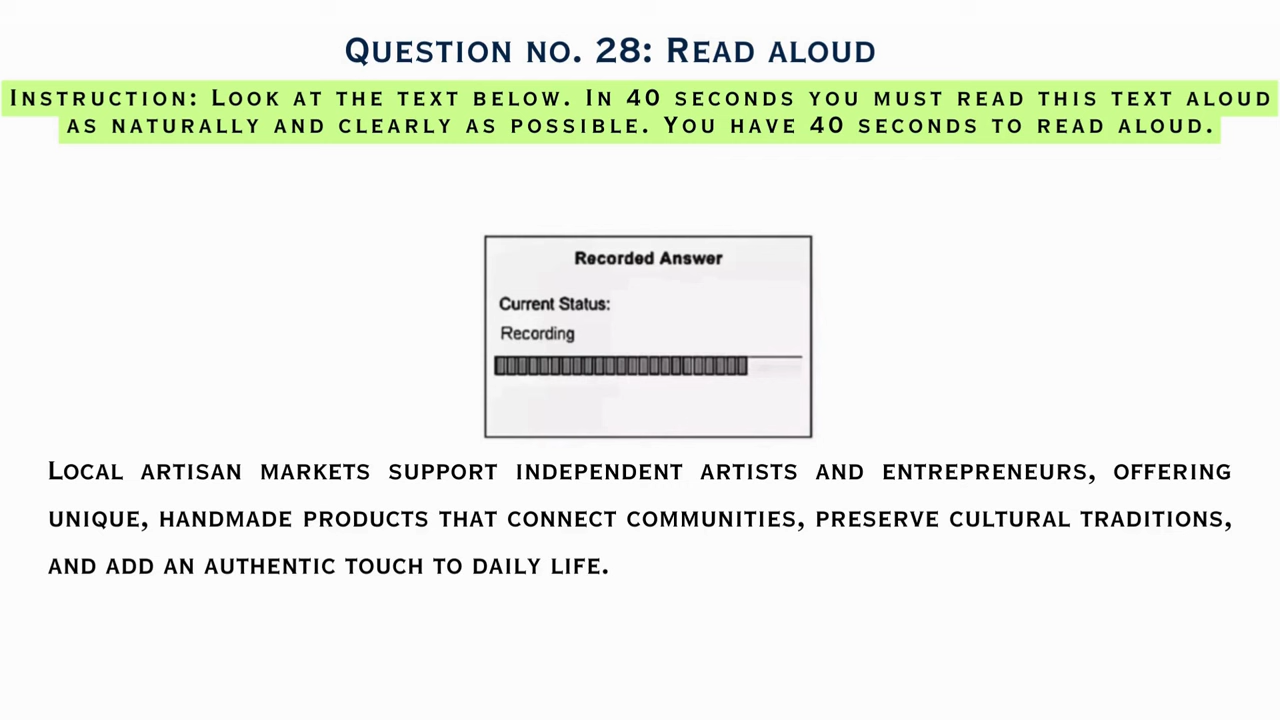 Question no. 28: Read aloud
Instruction: Look at the text below. In 40 seconds you must read this text aloud
as naturally and clearly as possible. You have 40 seconds to read aloud.
Recorded Answer
Current Status:
Recording
Local artisan markets support independent artists and entrepreneurs, offering
unique, handmade products that connect communities, preserve cultural traditions,
and add an authentic touch to daily life.